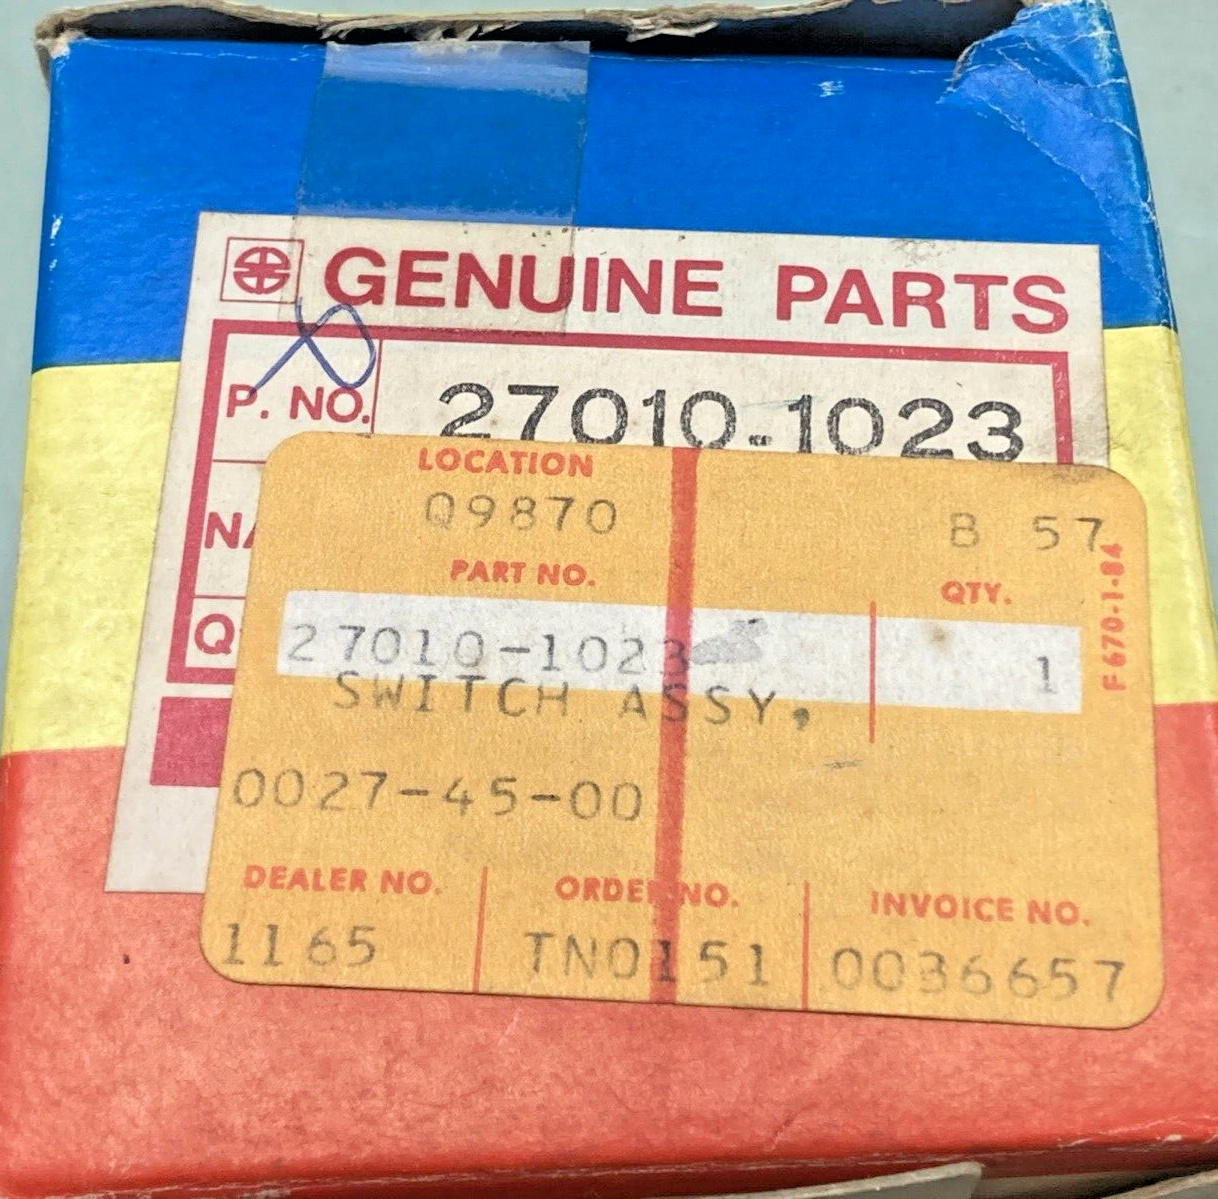 GENUINE PARTS
P. NO. 27010-1023
LOCATION
Q9870 B 57
PART NO. QTY.
27010-1023 1
SWITCH ASSY,
0027-45-00
F670-1-84
DEALER NO. ORDER NO. INVOICE NO.
1165 TN0151 0036657